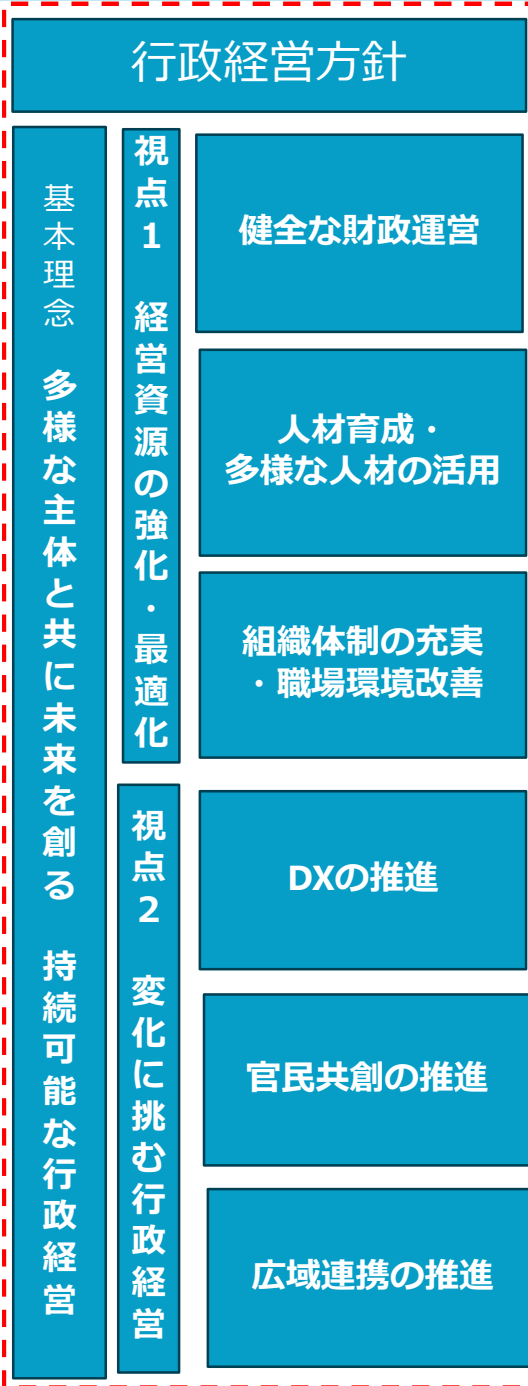 行政経営方針
基本理念　多様な主体と共に未来を創る　持続可能な行政経営
視点１　経営資源の強化・最適化
健全な財政運営
人材育成・
多様な人材の活用
組織体制の充実
・職場環境改善
視点２　変化に挑む行政経営
DXの推進
官民共創の推進
広域連携の推進